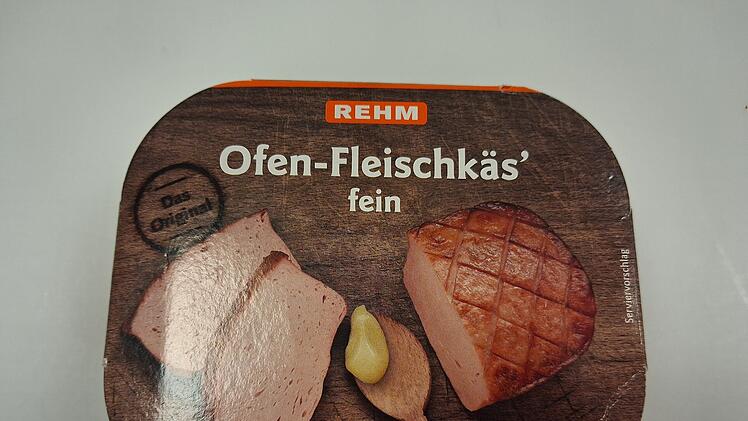 REHM
Ofen-Fleischkäs’
fein
Das
Original
Serviervorschlag